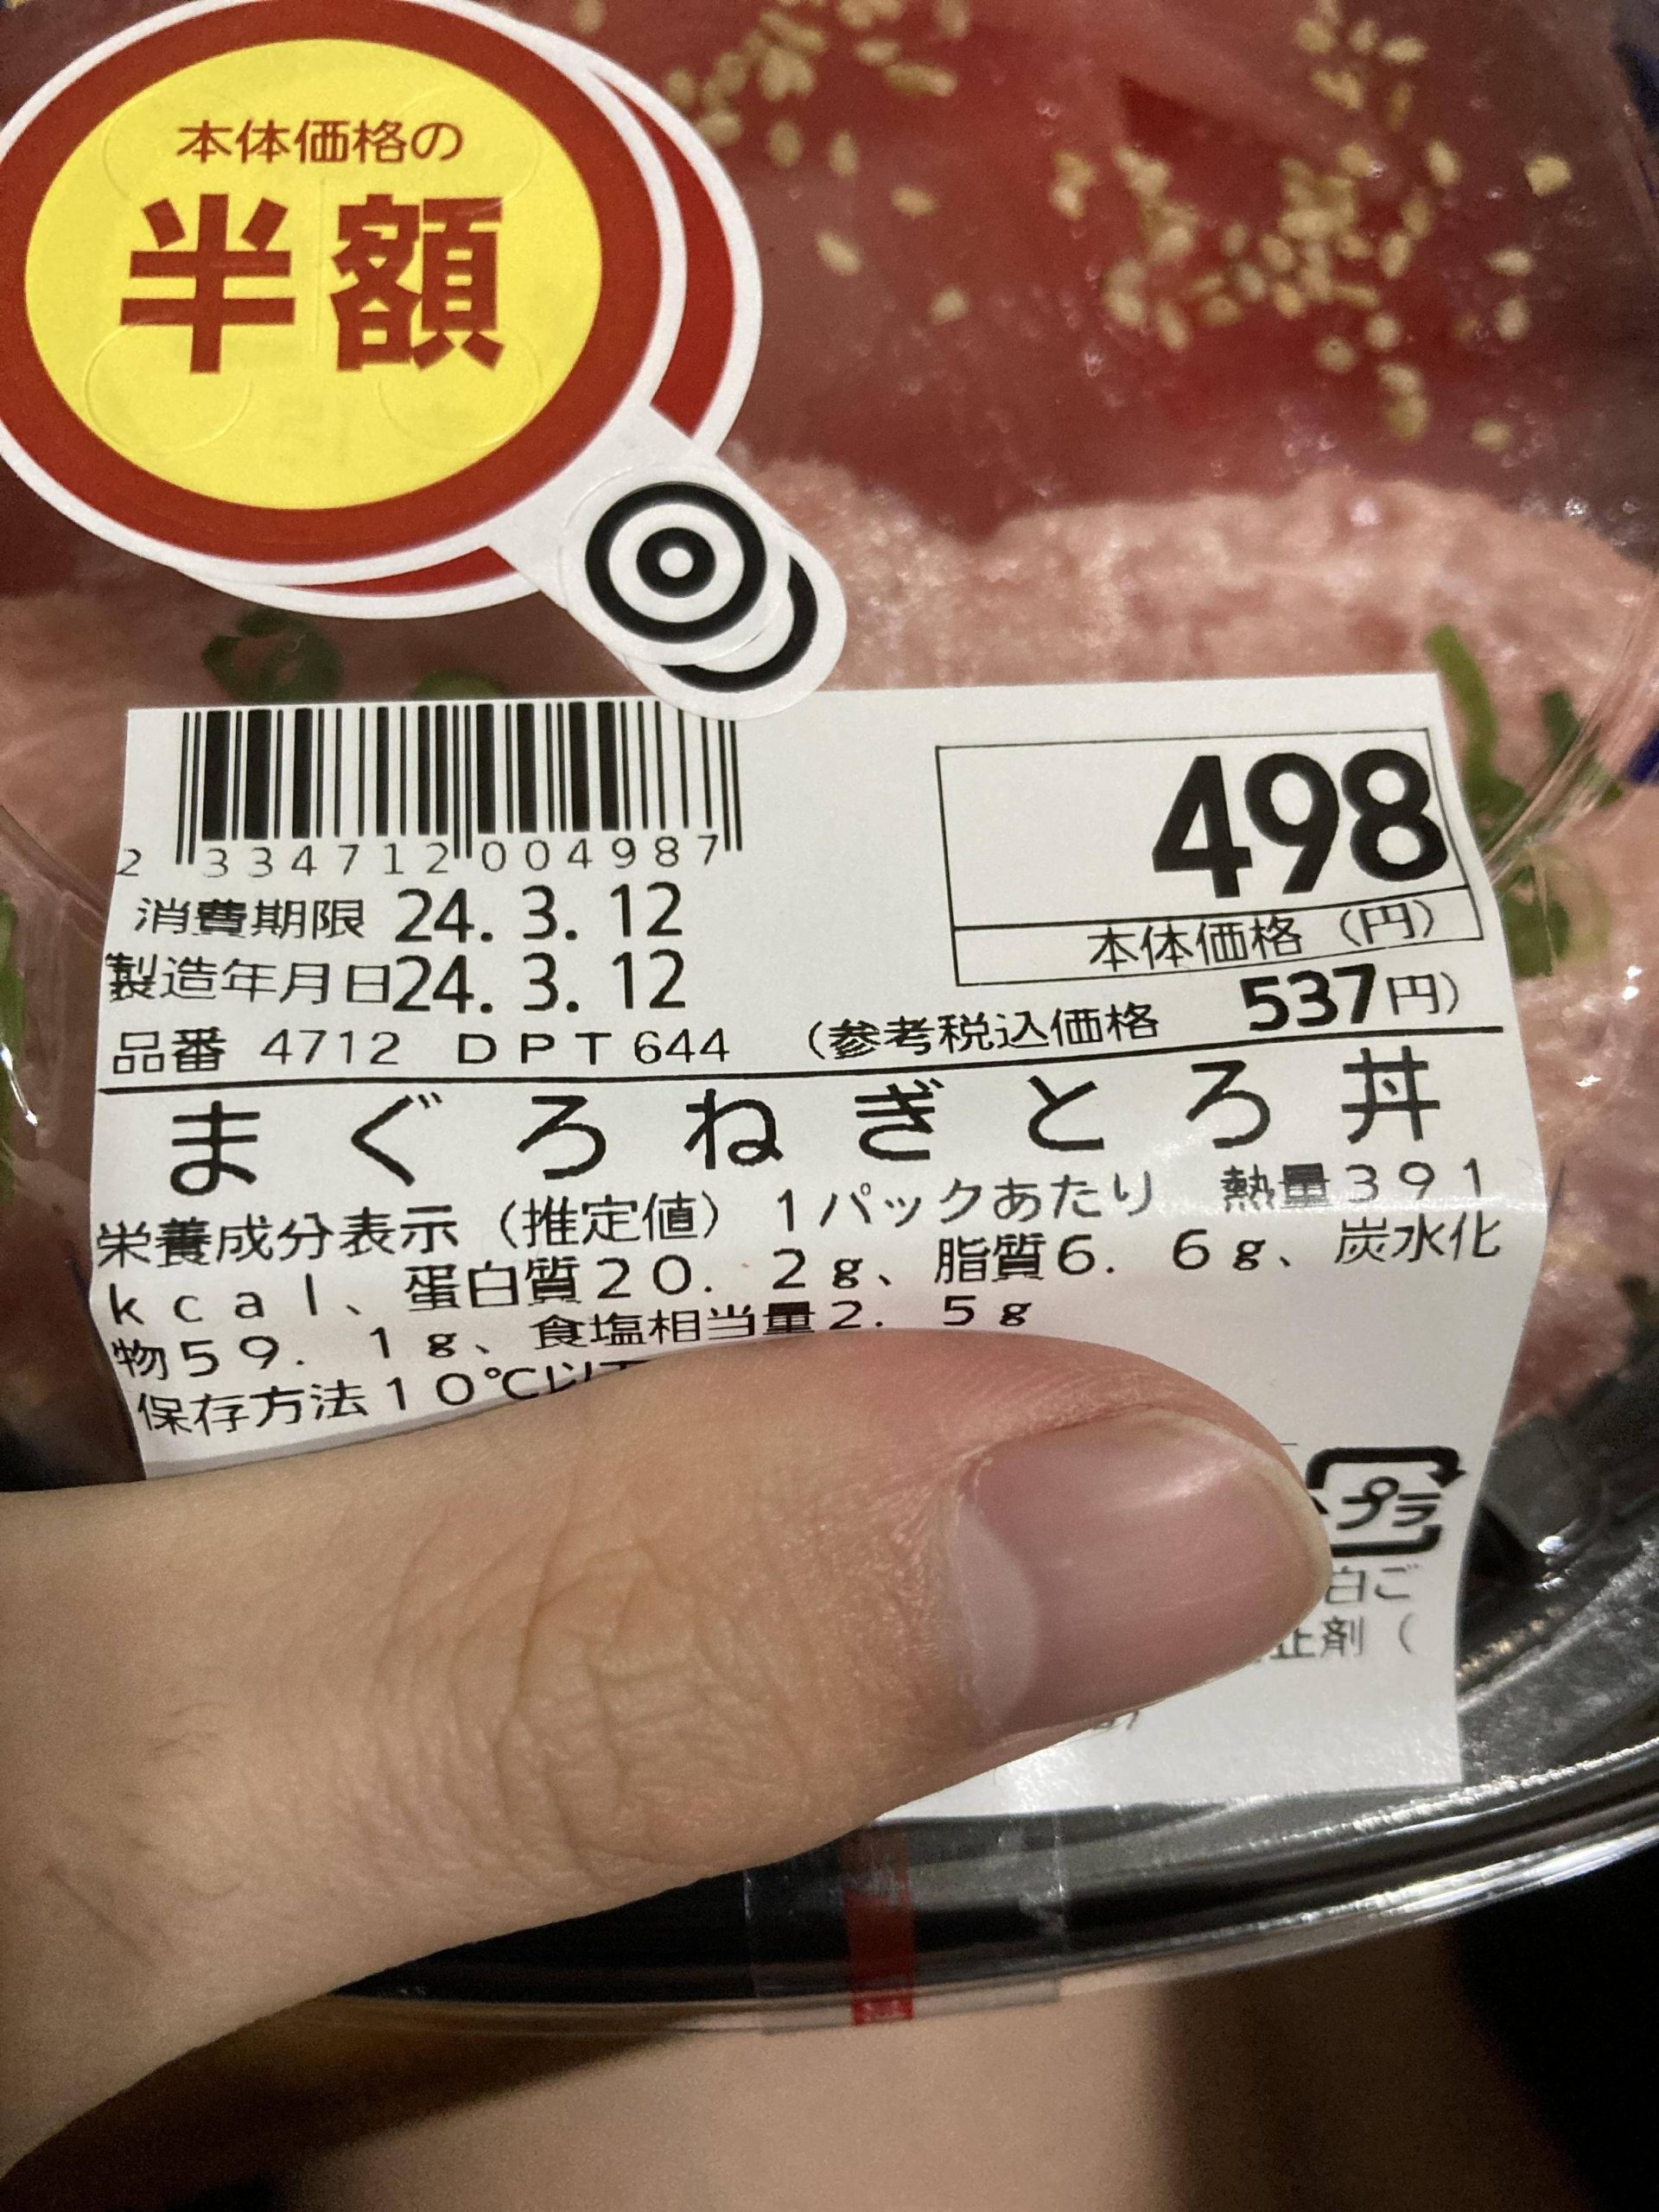 本体価格の
半額
498
本体価格(円)
2 334712 004987
消費期限 24. 3. 12
製造年月日24. 3. 12
品番 4712 DPT644 (参考税込価格 537円)
まぐろねぎとろ丼
栄養成分表示(推定値)1パックあたり 熱量391
kcal、蛋白質20. 2g、脂質6. 6g、炭水化
物59. 1g、食塩相当量2. 5g
保存方法10℃以下
プラ
白ご
止剤(